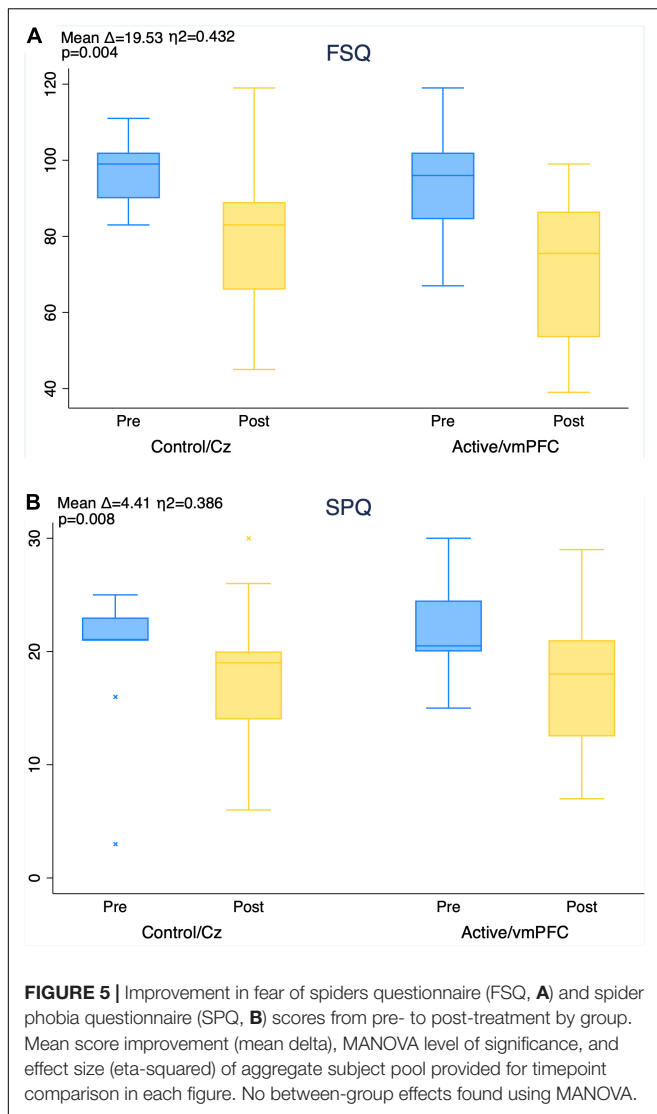 A
Mean Δ=19.53 η2=0.432
p=0.004
FSQ
120
100
80
60
40
Pre Post Pre Post
Control/Cz Active/vmPFC
B
Mean Δ=4.41 η2=0.386
p=0.008
SPQ
30
20
10
0
Pre Post Pre Post
Control/Cz Active/vmPFC
FIGURE 5 | Improvement in fear of spiders questionnaire (FSQ, A) and spider
phobia questionnaire (SPQ, B) scores from pre- to post-treatment by group.
Mean score improvement (mean delta), MANOVA level of significance, and
effect size (eta-squared) of aggregate subject pool provided for timepoint
comparison in each figure. No between-group effects found using MANOVA.